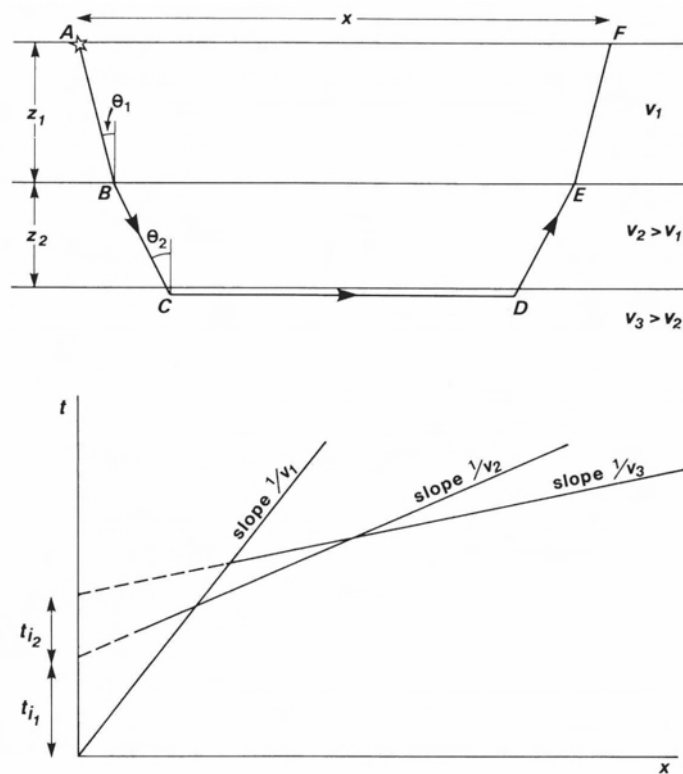 x
A
F
θ₁
z₁
v₁
B
E
z₂
θ₂
v₂>v₁
C
D
v₃>v₂
t
slope 1/v₁
slope 1/v₂
slope 1/v₃
tᵢ₂
tᵢ₁
x